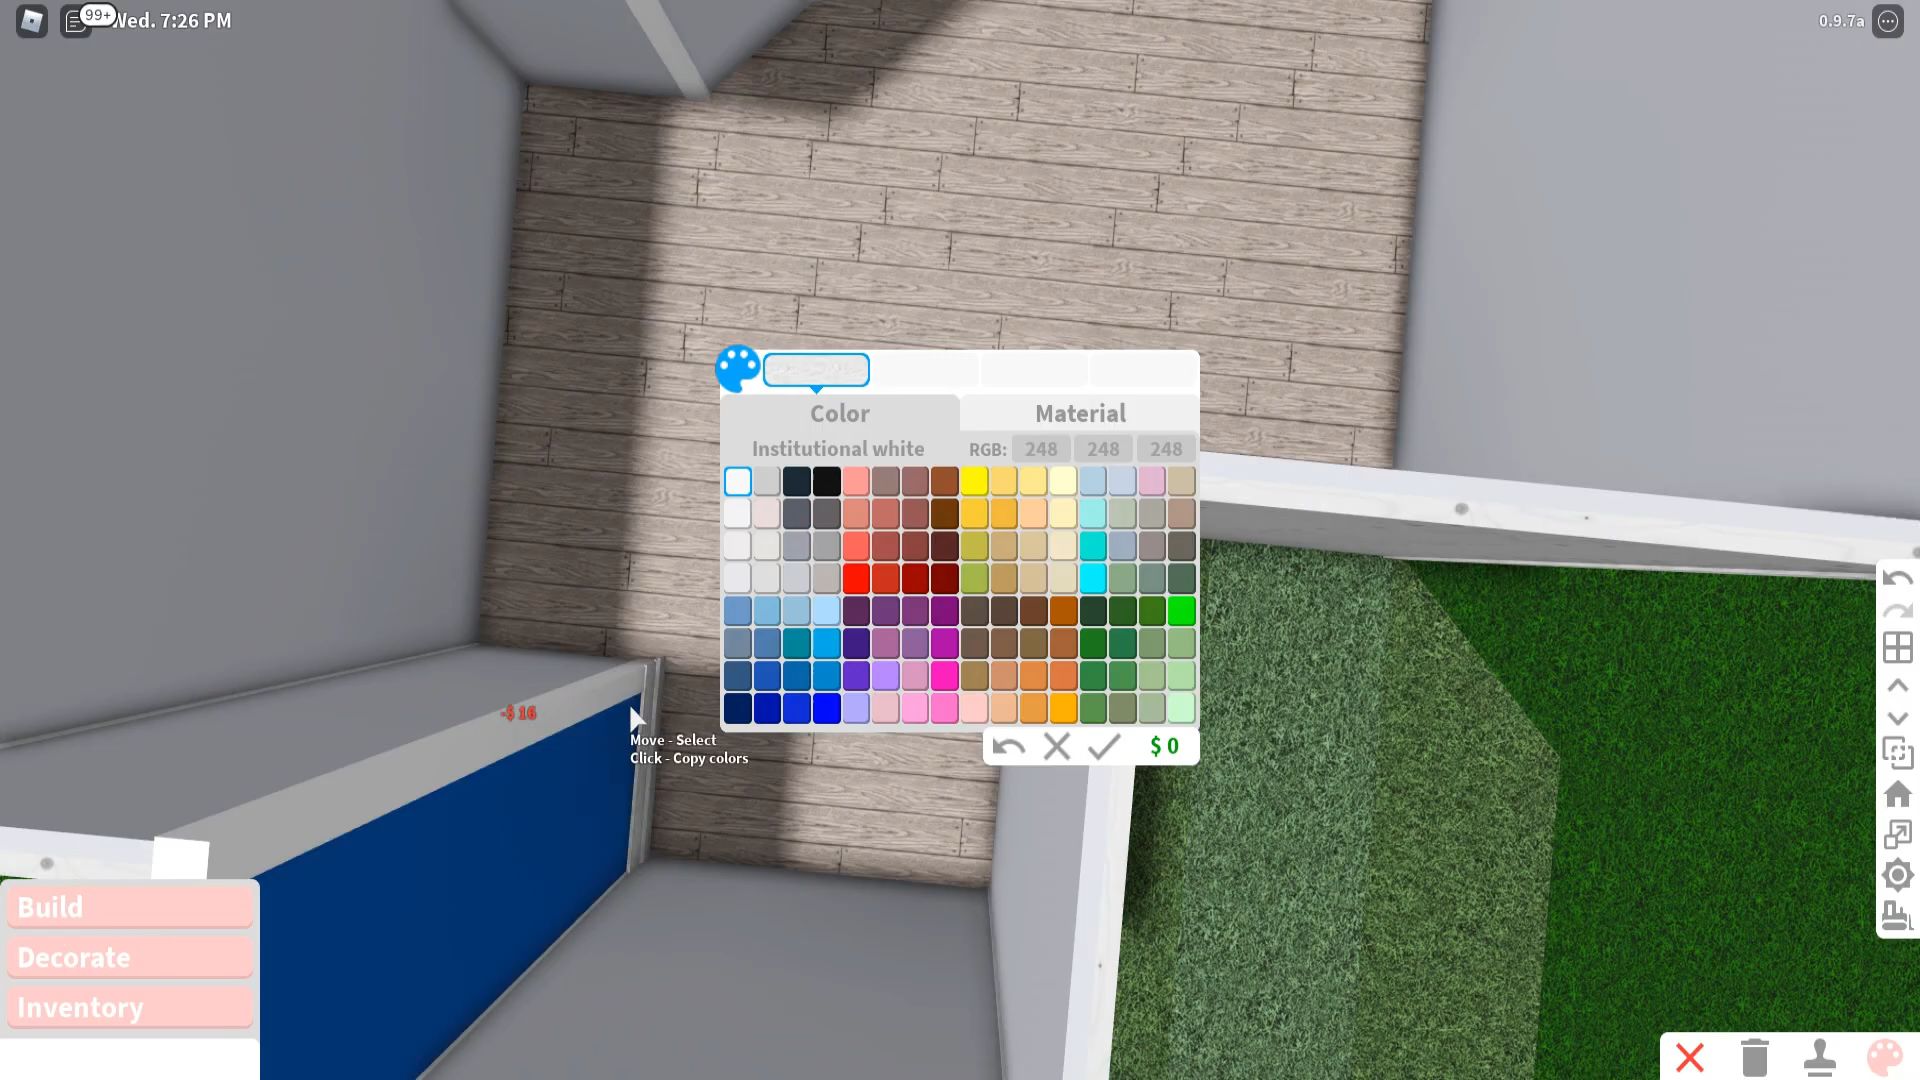 99+
Wed. 7:26 PM
0.9.7a
Color
Material
Institutional white
RGB: 248 248 248
-$ 16
Move - Select
Click - Copy colors
$ 0
Build
Decorate
Inventory